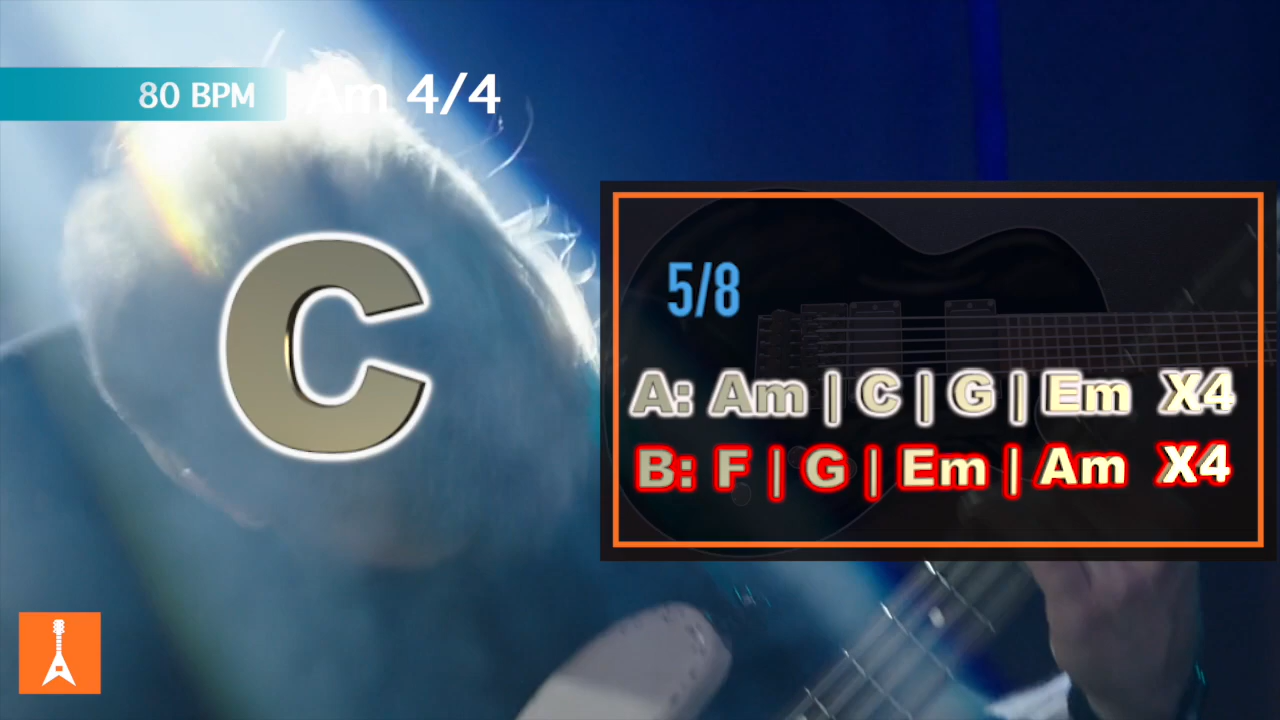 80 BPM Am 4/4
C
5/8
A: Am | C | G | Em X4
B: F | G | Em | Am X4